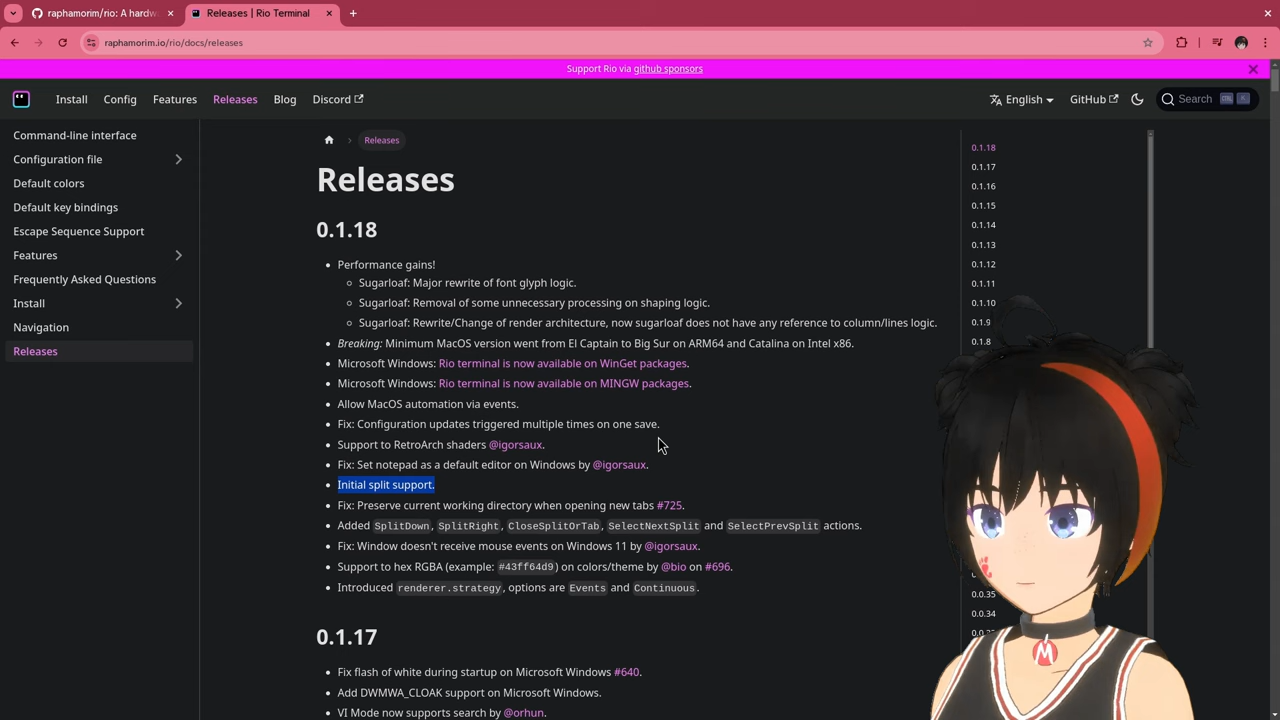 raphamorim/rio: A hardw
Releases | Rio Terminal
raphamorim.io/rio/docs/releases
Support Rio via github sponsors
Install Config Features Releases Blog Discord English GitHub Search
Command-line interface
Configuration file
Default colors
Default key bindings
Escape Sequence Support
Features
Frequently Asked Questions
Install
Navigation
Releases
Releases
Releases
0.1.18
Performance gains!
Sugarloaf: Major rewrite of font glyph logic.
Sugarloaf: Removal of some unnecessary processing on shaping logic.
Sugarloaf: Rewrite/Change of render architecture, now sugarloaf does not have any reference to column/lines logic.
Breaking: Minimum MacOS version went from El Captain to Big Sur on ARM64 and Catalina on Intel x86.
Microsoft Windows: Rio terminal is now available on WinGet packages.
Microsoft Windows: Rio terminal is now available on MINGW packages.
Allow MacOS automation via events.
Fix: Configuration updates triggered multiple times on one save.
Support to RetroArch shaders @igorsaux.
Fix: Set notepad as a default editor on Windows by @igorsaux.
Initial split support.
Fix: Preserve current working directory when opening new tabs #725.
Added SplitDown, SplitRight, CloseSplitOrTab, SelectNextSplit and SelectPrevSplit actions.
Fix: Window doesn't receive mouse events on Windows 11 by @igorsaux.
Support to hex RGBA (example: #43ff64d9) on colors/theme by @bio on #696.
Introduced renderer.strategy, options are Events and Continuous.
0.1.17
Fix flash of white during startup on Microsoft Windows #640.
Add DWMWA_CLOAK support on Microsoft Windows.
VI Mode now supports search by @orhun.
0.1.18
0.1.17
0.1.16
0.1.15
0.1.14
0.1.13
0.1.12
0.1.11
0.1.10
0.1.9
0.1.8
0.0.35
0.0.34
M